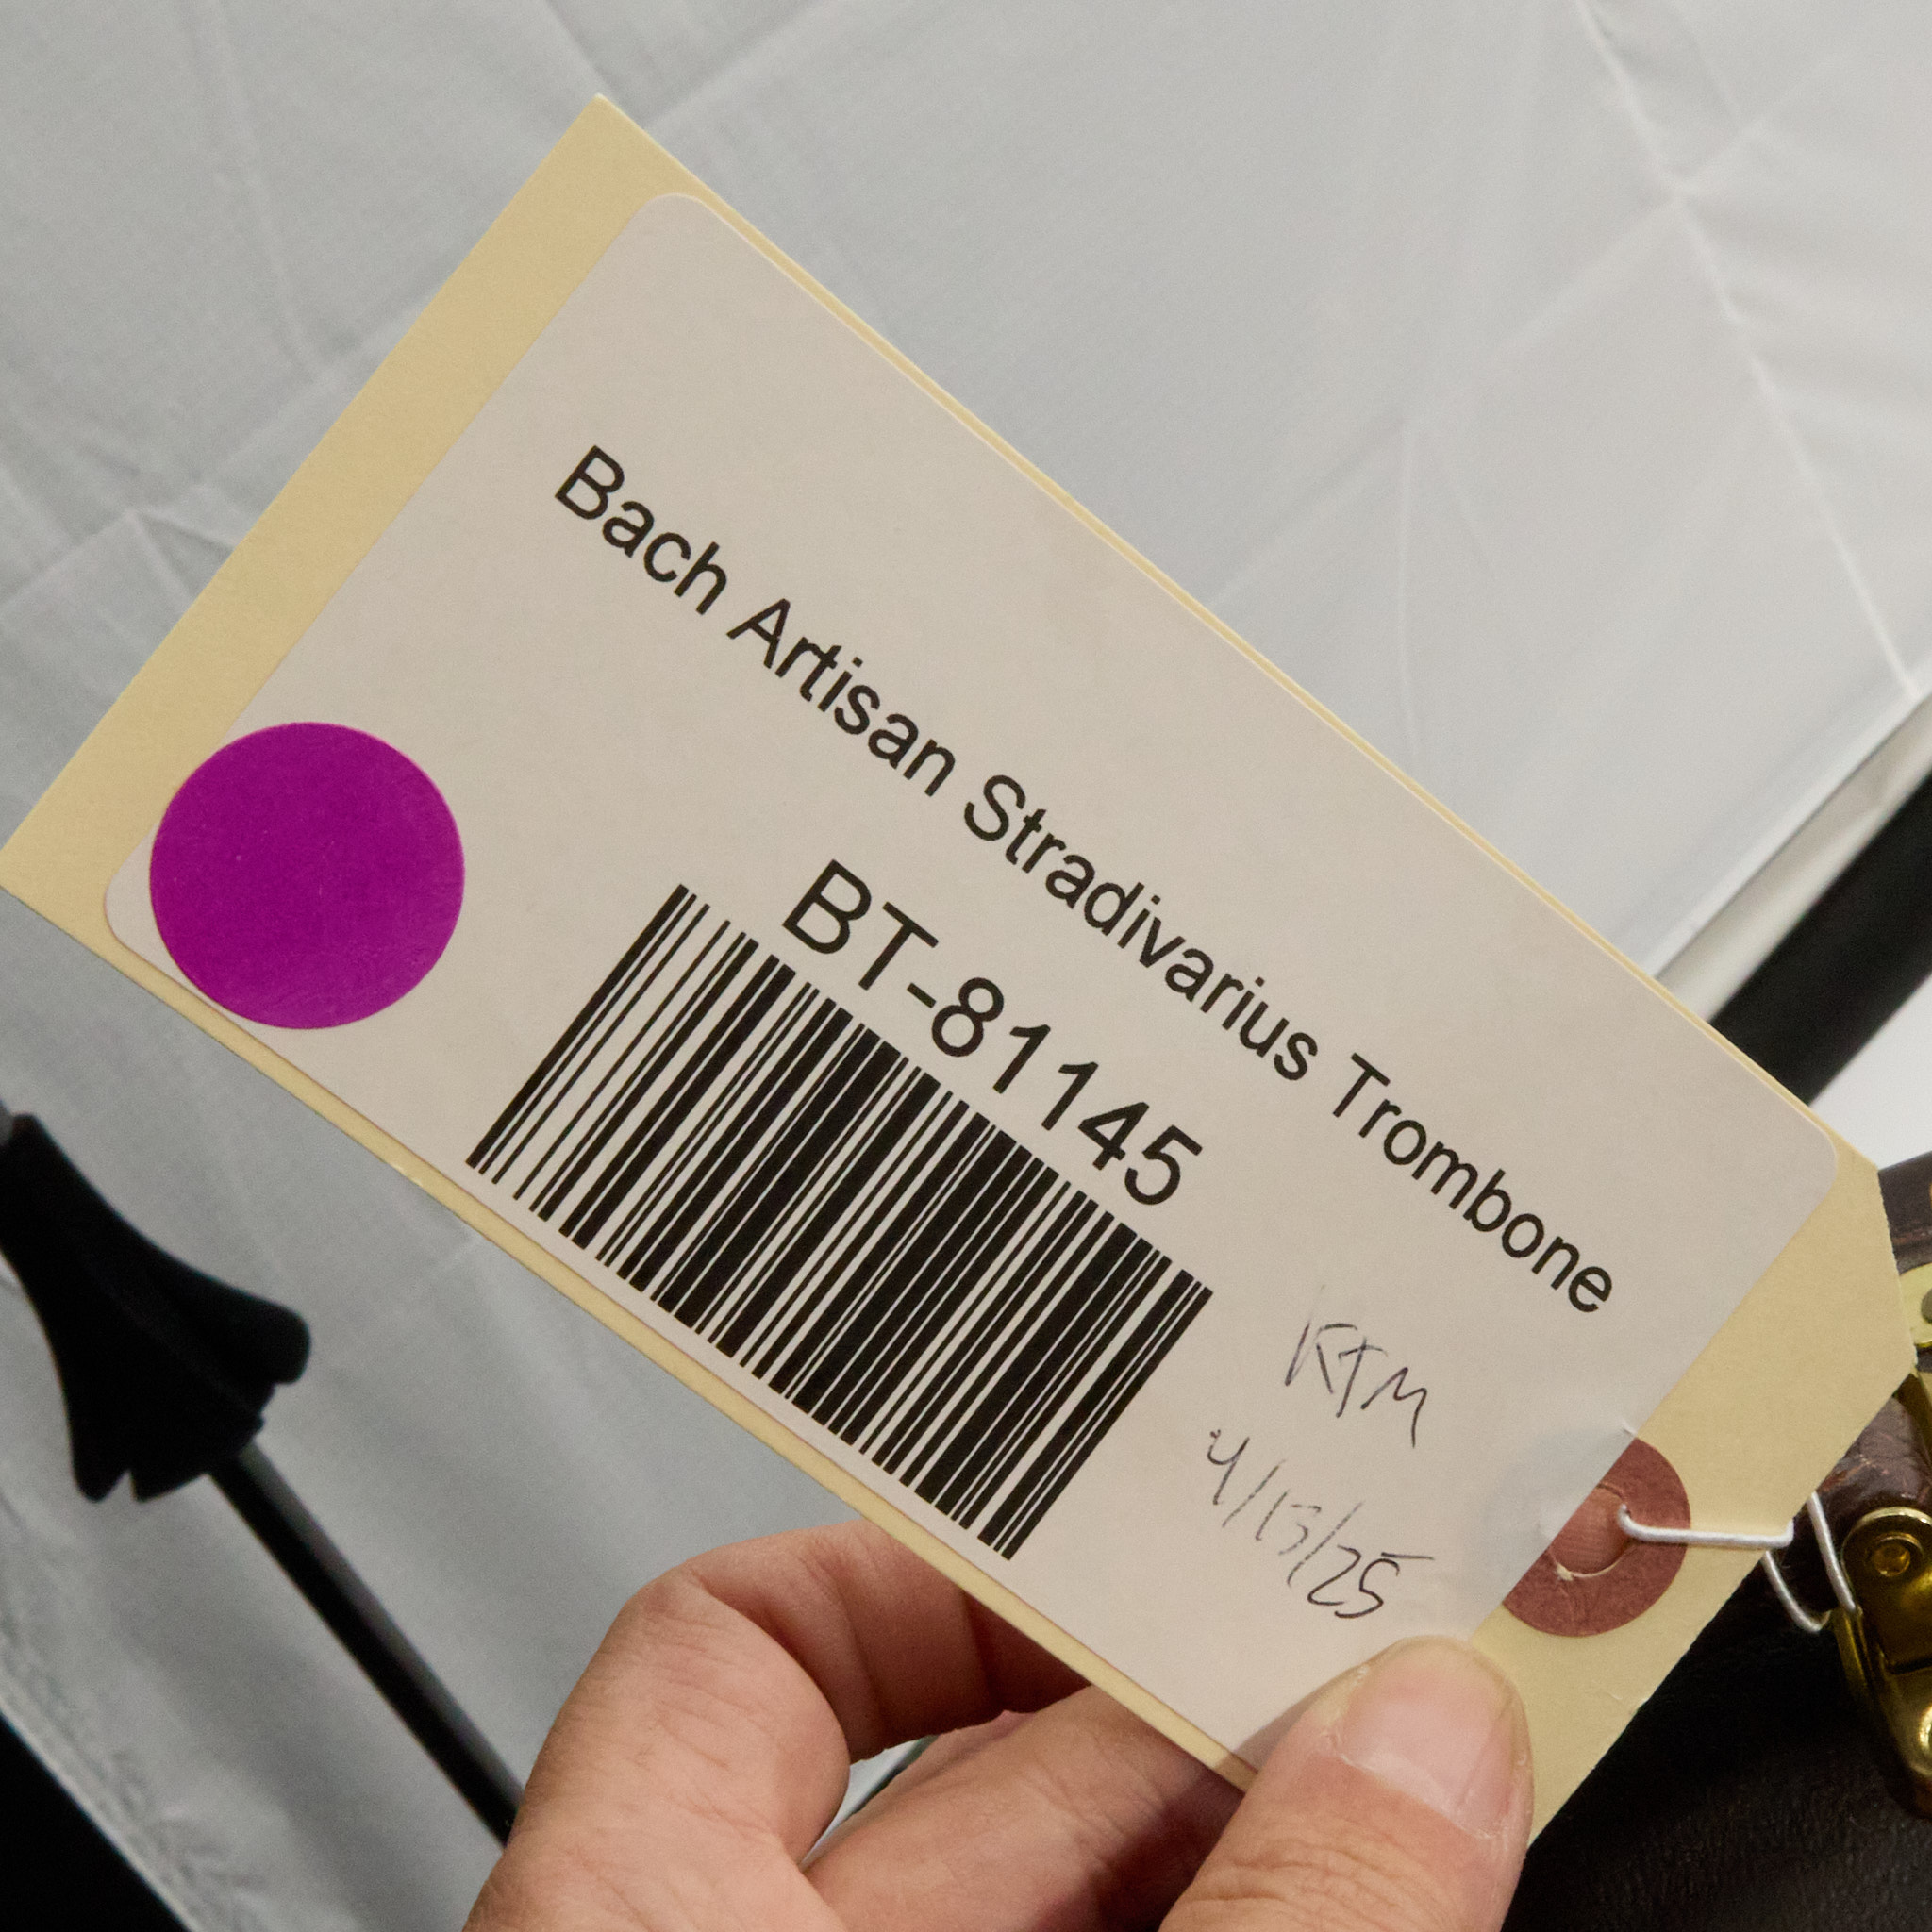 Bach Artisan Stradivarius Trombone
BT-81145
KTM
4/13/25